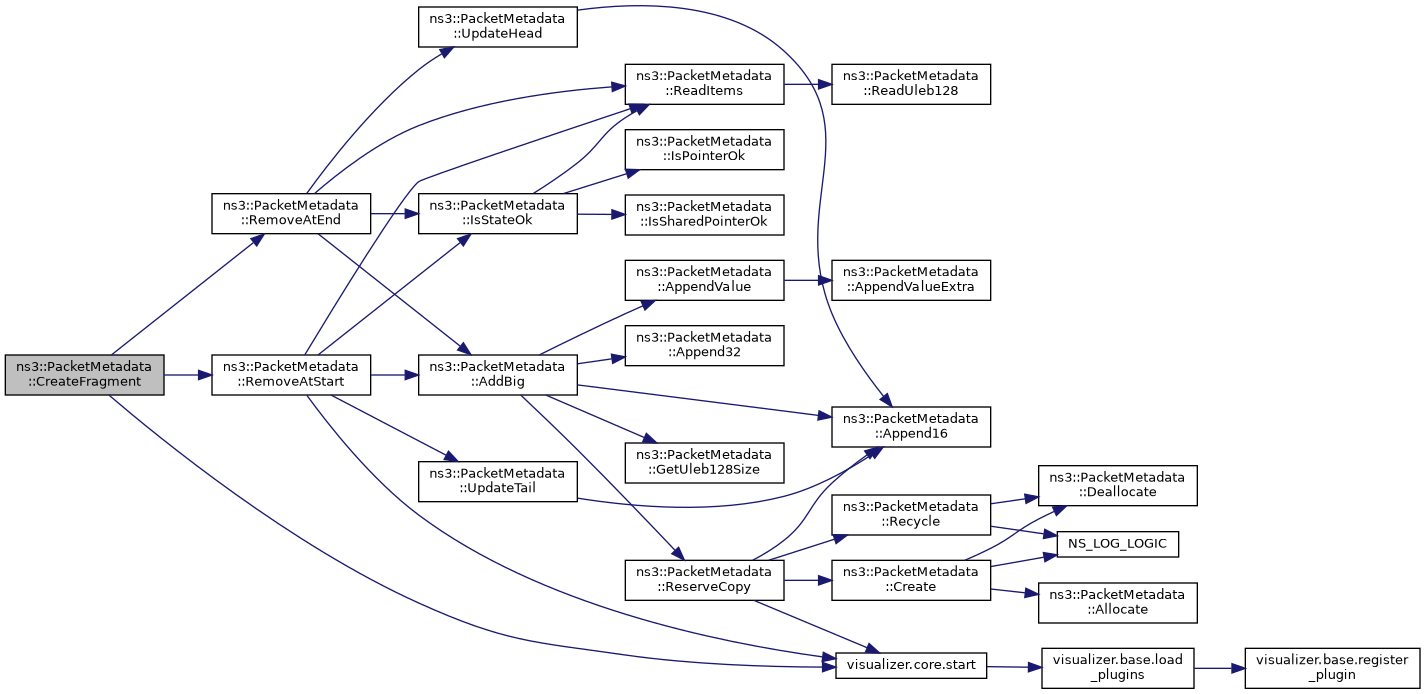 ns3::PacketMetadata
::CreateFragment
ns3::PacketMetadata
::RemoveAtEnd
ns3::PacketMetadata
::RemoveAtStart
ns3::PacketMetadata
::UpdateHead
ns3::PacketMetadata
::IsStateOk
ns3::PacketMetadata
::AddBig
ns3::PacketMetadata
::UpdateTail
ns3::PacketMetadata
::ReadItems
ns3::PacketMetadata
::IsPointerOk
ns3::PacketMetadata
::IsSharedPointerOk
ns3::PacketMetadata
::AppendValue
ns3::PacketMetadata
::Append32
ns3::PacketMetadata
::GetUleb128Size
ns3::PacketMetadata
::ReserveCopy
ns3::PacketMetadata
::ReadUleb128
ns3::PacketMetadata
::AppendValueExtra
ns3::PacketMetadata
::Append16
ns3::PacketMetadata
::Recycle
ns3::PacketMetadata
::Create
visualizer.core.start
ns3::PacketMetadata
::Deallocate
NS_LOG_LOGIC
ns3::PacketMetadata
::Allocate
visualizer.base.load
_plugins
visualizer.base.register
_plugin